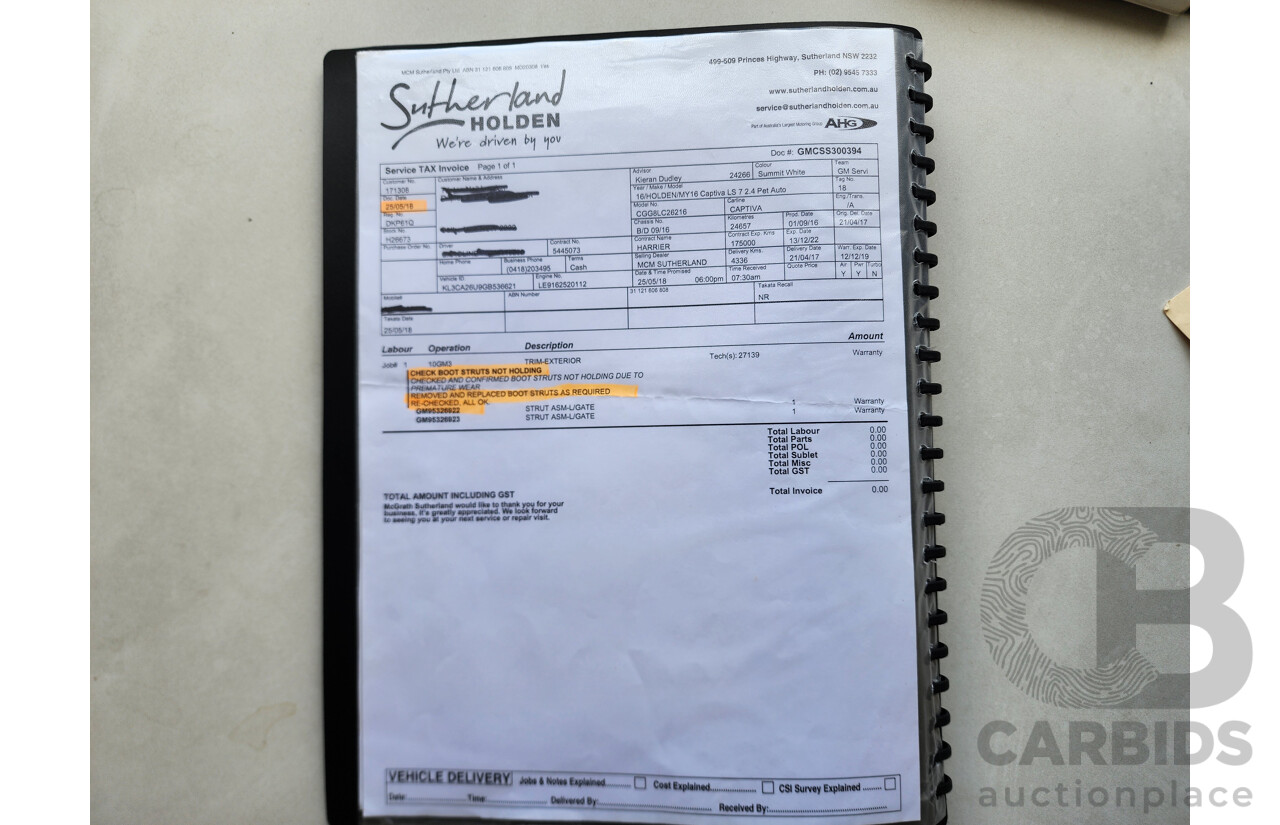 MCM Sutherland Pty Ltd ABN 31 121 608 808
499-509 Princes Highway, Sutherland NSW 2232
PH: (02) 9545 7333
www.sutherlandholden.com.au
service@sutherlandholden.com.au
Part of Australia's Largest Motoring Group AHG
Sutherland
HOLDEN
We're driven by you
Service TAX Invoice Page 1 of 1
Doc #: GMCSS300394
Customer No. 171308
Customer Name & Address
Doc. Date 25/05/18
Reg. No
Book No. H26673
Purchase Order No.
Driver
Contract No. 5445073
Home Phone
Business Phone (0418)203495
Terms Cash
Vehicle ID. KL3CA26U9GB536621
Engine No. LE9162520112
Advisor Kieran Dudley 24266
Colour Summit White
Team GM Servi
Year / Make / Model 16/HOLDEN/MY16 Captiva LS 7 2.4 Pet Auto
Tag No. 18
Model No. CGG8LC26216
Carline CAPTIVA
Eng./Trans. /A
Chassis No. B/D 09/16
Kilometres 24657
Prod. Date 01/09/16
Orig. Del. Date 21/04/17
Contract Name HARRIER
Contract Exp. Kms 175000
Exp. Date 13/12/22
Selling Dealer MCM SUTHERLAND
Delivery Kms. 4336
Delivery Date 21/04/17
Warr. Exp. Date 12/12/19
Date & Time Promised 25/05/18 06:00pm
Time Received 07:30am
Quote Price
Air Pwr Turbo
Y Y N
ABN Number
31 121 608 808
Takata Recall
NR
Takata Date
25/05/18
Labour Operation Description Amount
Job# 1 10GM3 TRIM-EXTERIOR Tech(s): 27139 Warranty
CHECK BOOT STRUTS NOT HOLDING
CHECKED AND CONFIRMED BOOT STRUTS NOT HOLDING DUE TO
PREMATURE WEAR
REMOVED AND REPLACED BOOT STRUTS AS REQUIRED
RE-CHECKED. ALL OK.
GM95326922 STRUT ASM-L/GATE 1 Warranty
GM95326923 STRUT ASM-L/GATE 1 Warranty
Total Labour 0.00
Total Parts 0.00
Total POL 0.00
Total Sublet 0.00
Total Misc 0.00
Total GST 0.00
Total Invoice 0.00
TOTAL AMOUNT INCLUDING GST
McGrath Sutherland would like to thank you for your
business. It's greatly appreciated. We look forward
to seeing you at your next service or repair visit.
VEHICLE DELIVERY Jobs & Notes Explained Cost Explained CSI Survey Explained
Date: Time: Delivered By: Received By:
CB
CARBIDS
auctionplace